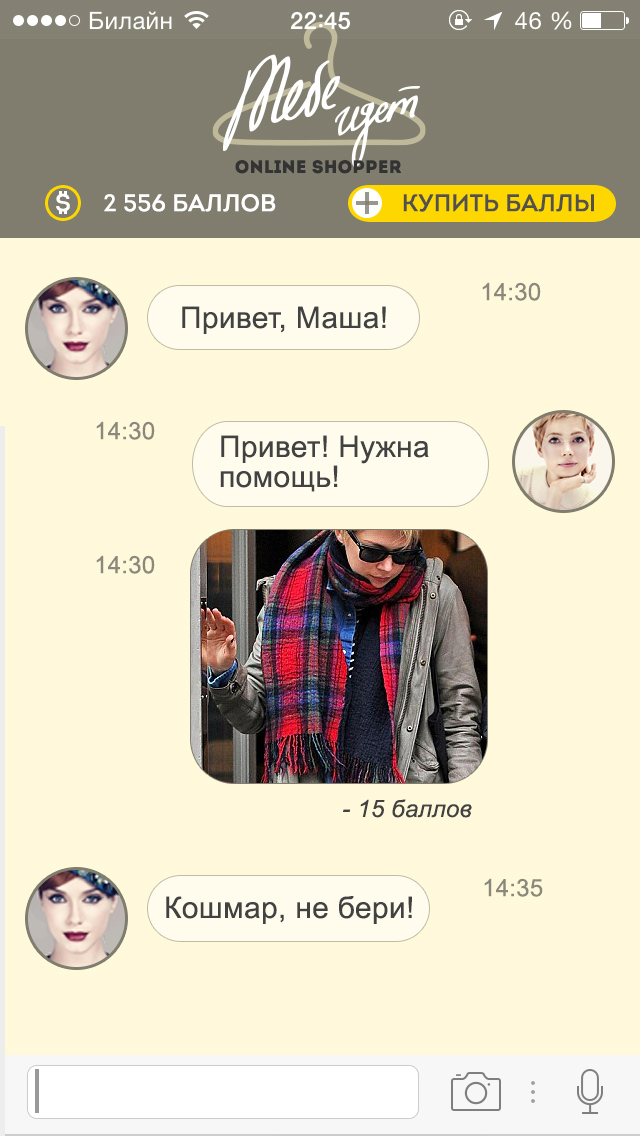 Билайн 22:45 46 %
Тебе
идет
ONLINE SHOPPER
$ 2 556 БАЛЛОВ + КУПИТЬ БАЛЛЫ
Привет, Маша! 14:30
14:30 Привет! Нужна
помощь!
14:30
- 15 баллов
Кошмар, не бери! 14:35